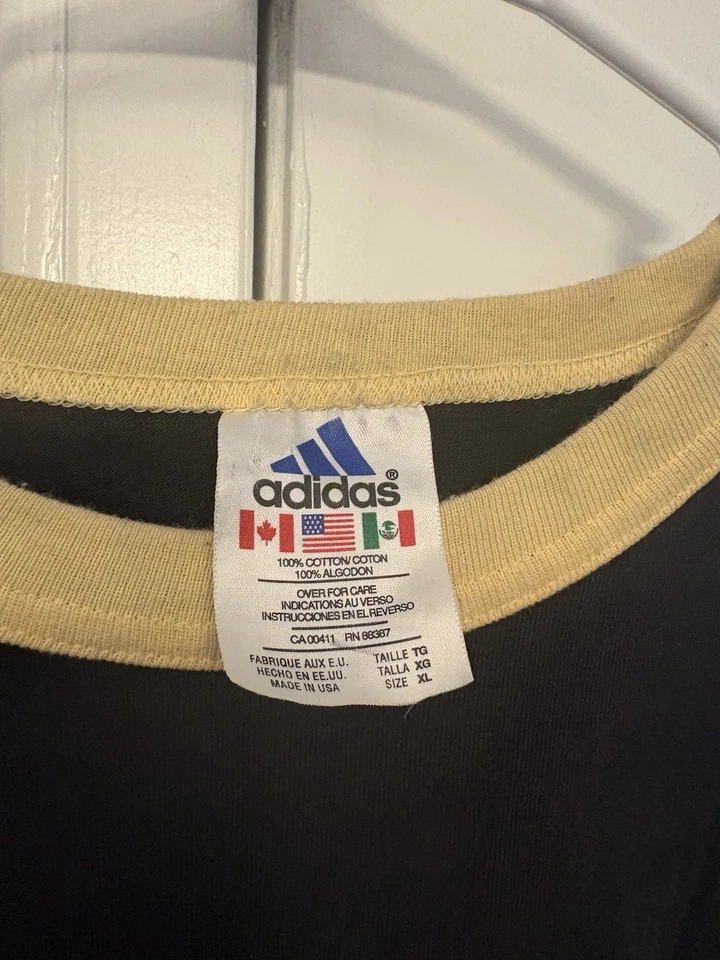 adidas®
100% COTTON/COTON
100% ALGODON
OVER FOR CARE
INDICATIONS AU VERSO
INSTRUCCIONES EN EL REVERSO
CA 00411 RN 88387
FABRIQUE AUX E.U. TAILLE TG
HECHO EN EE.UU. TALLA XG
MADE IN USA SIZE XL